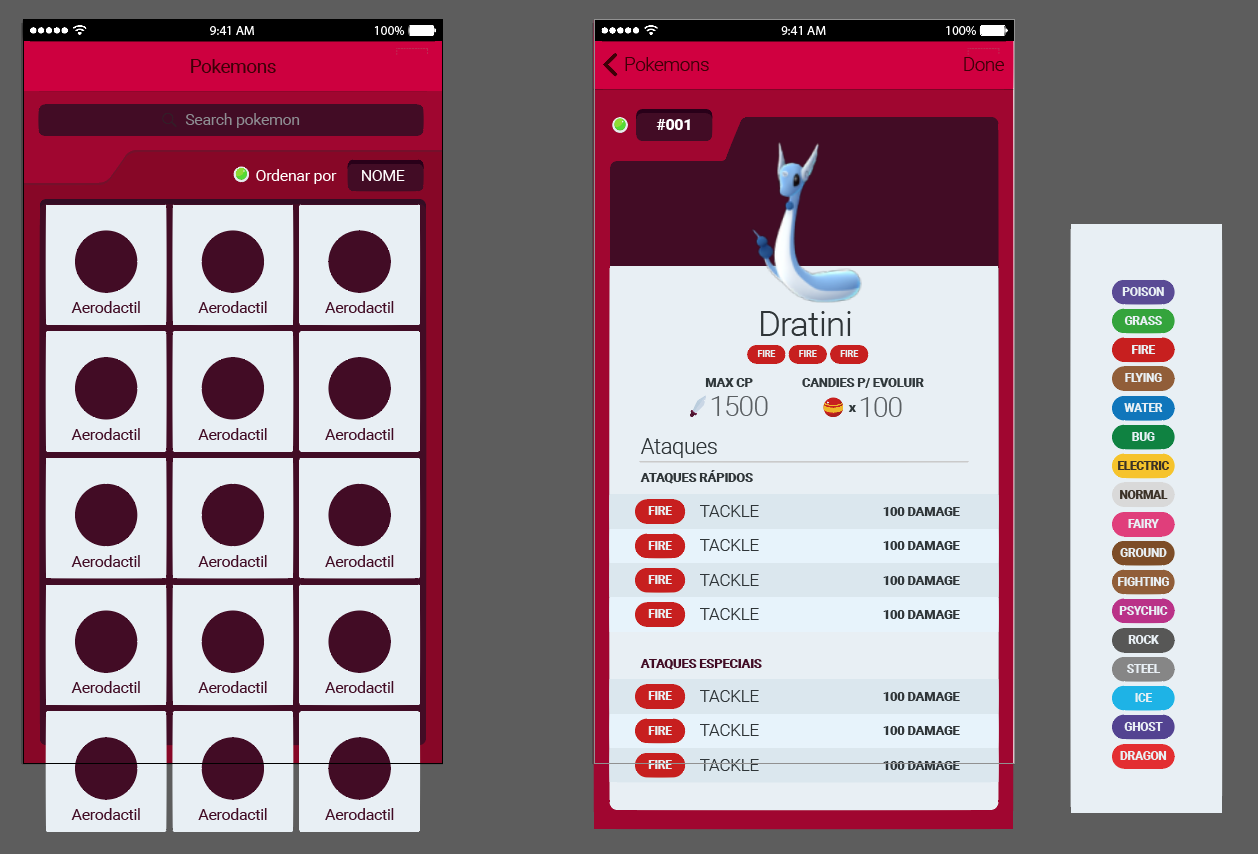 9:41 AM 100%
Pokemons
Search pokemon
Ordenar por NOME
Aerodactil Aerodactil Aerodactil
Aerodactil Aerodactil Aerodactil
Aerodactil Aerodactil Aerodactil
Aerodactil Aerodactil Aerodactil
Aerodactil Aerodactil Aerodactil
9:41 AM 100%
Pokemons Done
#001
Dratini
FIRE FIRE FIRE
MAX CP CANDIES P/ EVOLUIR
1500 x 100
Ataques
ATAQUES RÁPIDOS
FIRE TACKLE 100 DAMAGE
FIRE TACKLE 100 DAMAGE
FIRE TACKLE 100 DAMAGE
FIRE TACKLE 100 DAMAGE
ATAQUES ESPECIAIS
FIRE TACKLE 100 DAMAGE
FIRE TACKLE 100 DAMAGE
FIRE TACKLE 100 DAMAGE
POISON
GRASS
FIRE
FLYING
WATER
BUG
ELECTRIC
NORMAL
FAIRY
GROUND
FIGHTING
PSYCHIC
ROCK
STEEL
ICE
GHOST
DRAGON